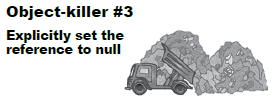 Object-killer #3
Explicitly set the
reference to null